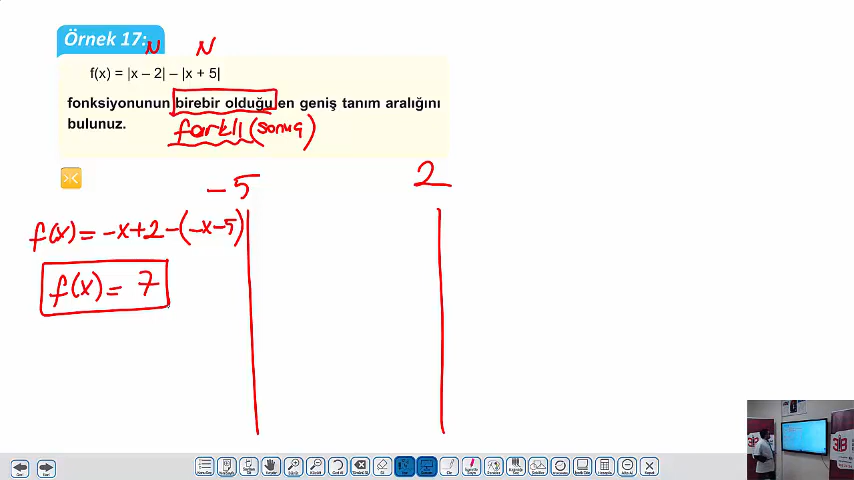 Örnek 17:
N N
f(x) = |x – 2| – |x + 5|
fonksiyonunun birebir olduğu en geniş tanım aralığını
bulunuz.
farklı (sonuç)
-5 2
f(x) = -x+2-(-x-5)
f(x) = 7